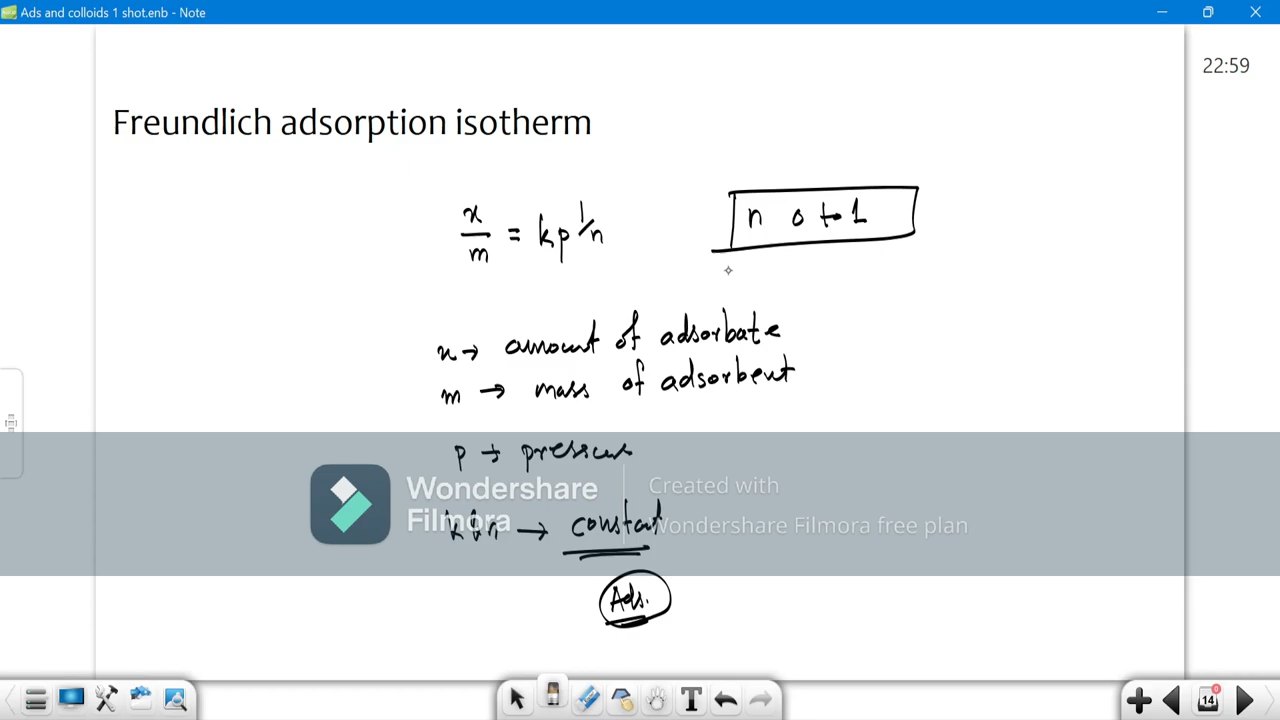 Ads and colloids 1 shot.enb - Note
22:59
Freundlich adsorption isotherm
x/m = kp^1/n
n 0 to 1
x → amount of adsorbate
m → mass of adsorbent
p → pressure
Wondershare Filmora
Created with Wondershare Filmora free plan
k & n → constant
Ads.
T
14
0